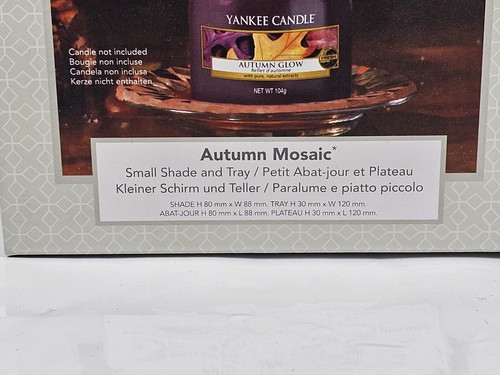 YANKEE CANDLE
AUTUMN GLOW
Reflet d'automne
with pure, natural extracts
NET WT 104g
Candle not included
Bougie non incluse
Candela non inclusa
Kerze nicht enthalten
Autumn Mosaic*
Small Shade and Tray / Petit Abat-jour et Plateau
Kleiner Schirm und Teller / Paralume e piatto piccolo
SHADE H 80 mm x W 88 mm. TRAY H 30 mm x W 120 mm.
ABAT-JOUR H 80 mm x L 88 mm. PLATEAU H 30 mm x L 120 mm.